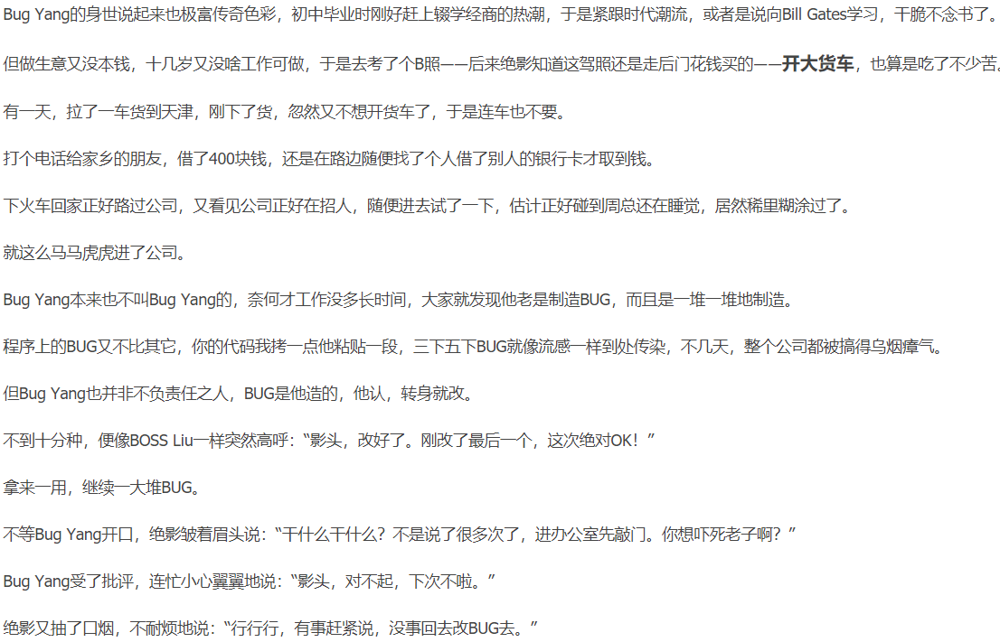 Bug Yang的身世说起来也极富传奇色彩，初中毕业时刚好赶上辍学经商的热潮，于是紧跟时代潮流，或者是说向Bill Gates学习，干脆不念书了。
但做生意又没本钱，十几岁又没啥工作可做，于是去考了个B照——后来绝影知道这驾照还是走后门花钱买的——开大货车，也算是吃了不少苦。
有一天，拉了一车货到天津，刚下了货，忽然又不想开货车了，于是连车也不要。
打个电话给家乡的朋友，借了400块钱，还是在路边随便找了个人借了别人的银行卡才取到钱。
下火车回家正好路过公司，又看见公司正好在招人，随便进去试了一下，估计正好碰到周总还在睡觉，居然稀里糊涂过了。
就这么马马虎虎进了公司。
Bug Yang本来也不叫Bug Yang的，奈何才工作没多长时间，大家就发现他老是制造BUG，而且是一堆一堆地制造。
程序上的BUG又不比其它，你的代码我拷一点他粘贴一段，三下五下BUG就像流感一样到处传染，不几天，整个公司都被搞得乌烟瘴气。
但Bug Yang也并非不负责任之人，BUG是他造的，他认，转身就改。
不到十分种，便像BOSS Liu一样突然高呼：“影头，改好了。刚改了最后一个，这次绝对OK！”
拿来一用，继续一大堆BUG。
不等Bug Yang开口，绝影皱着眉头说：“干什么干什么？不是说了很多次了，进办公室先敲门。你想吓死老子啊？”
Bug Yang受了批评，连忙小心翼翼地说：“影头，对不起，下次不啦。”
绝影又抽了口烟，不耐烦地说：“行行行，有事赶紧说，没事回去改BUG去。”